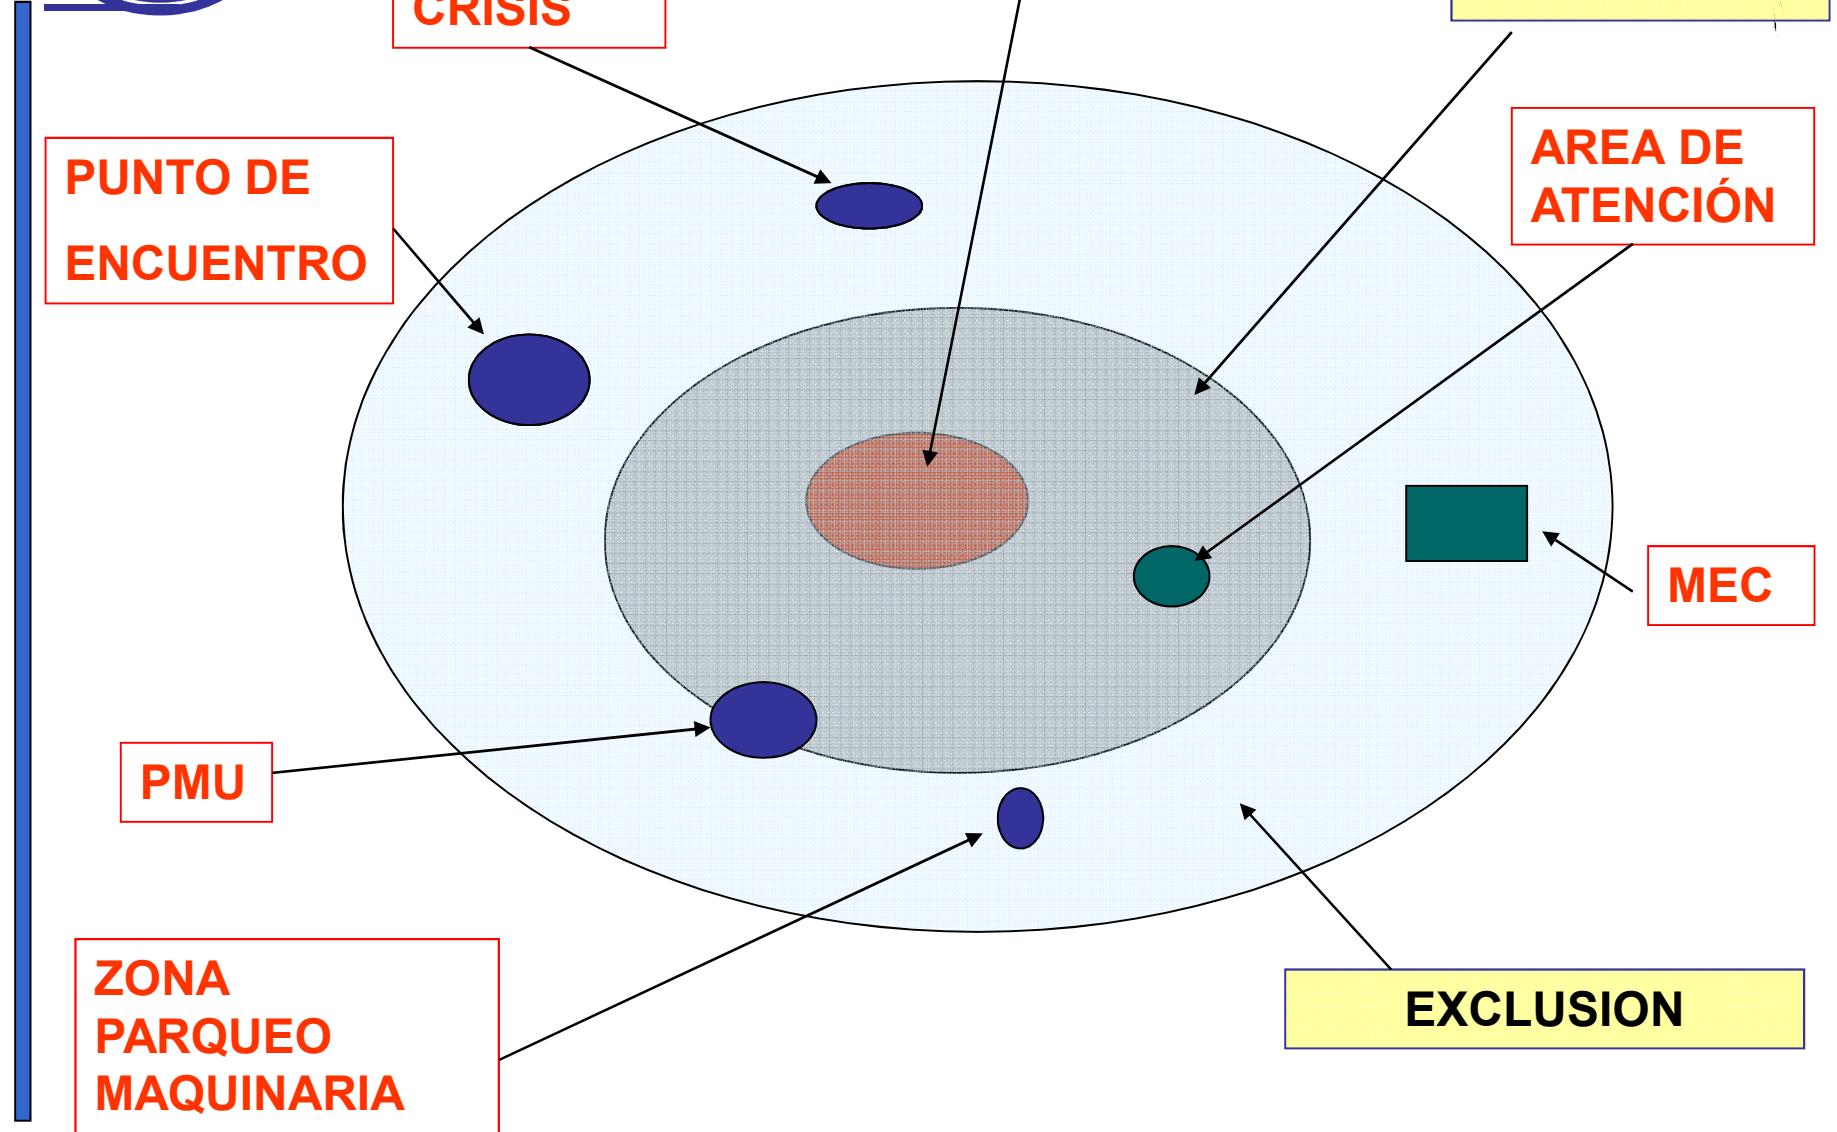 CRISIS
PUNTO DE
ENCUENTRO
AREA DE
ATENCIÓN
MEC
PMU
ZONA
PARQUEO
MAQUINARIA
EXCLUSION